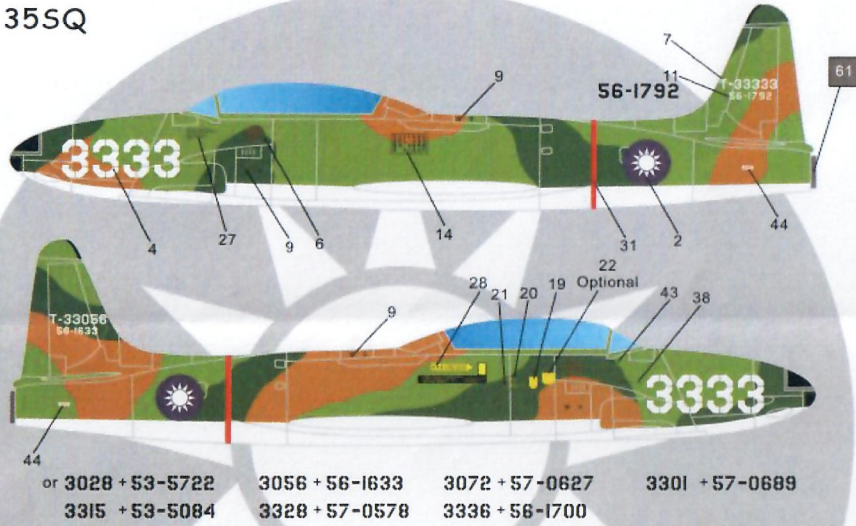 35SQ
7
11
56-1792
T-33333
56-1792
61
9
3333
4
27
9
6
14
31
2
44
22
Optional
28
21
20
19
43
38
T-33056
56-1633
9
3333
44
or 3028 + 53-5722
3056 + 56-1633
3072 + 57-0627
3301 + 57-0689
3315 + 53-5084
3328 + 57-0578
3336 + 56-1700